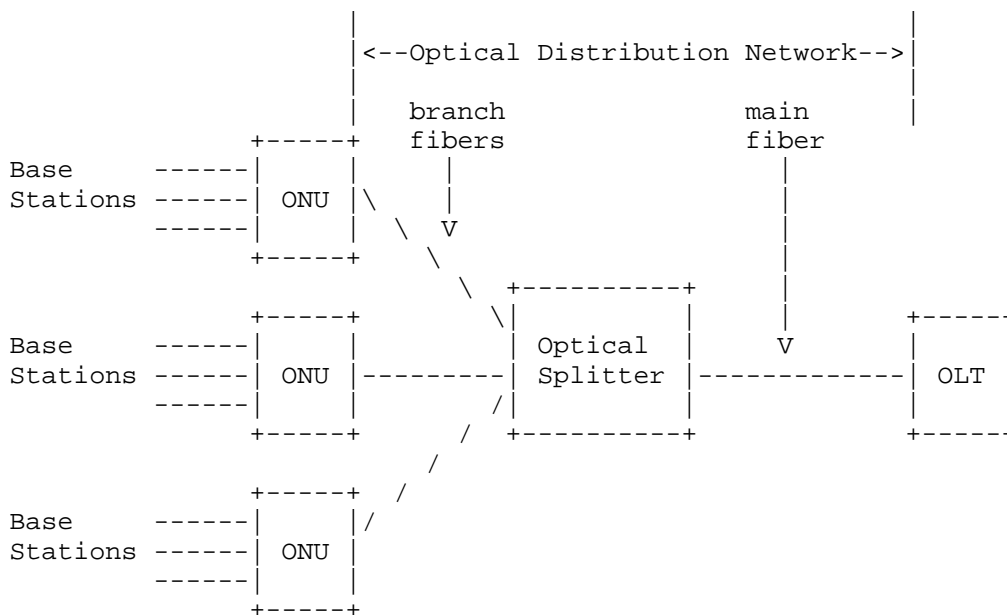 <--Optical Distribution Network-->
branch main
fibers fiber
Base
Stations ONU
V
Base Optical V
Stations ONU Splitter OLT
Base
Stations ONU